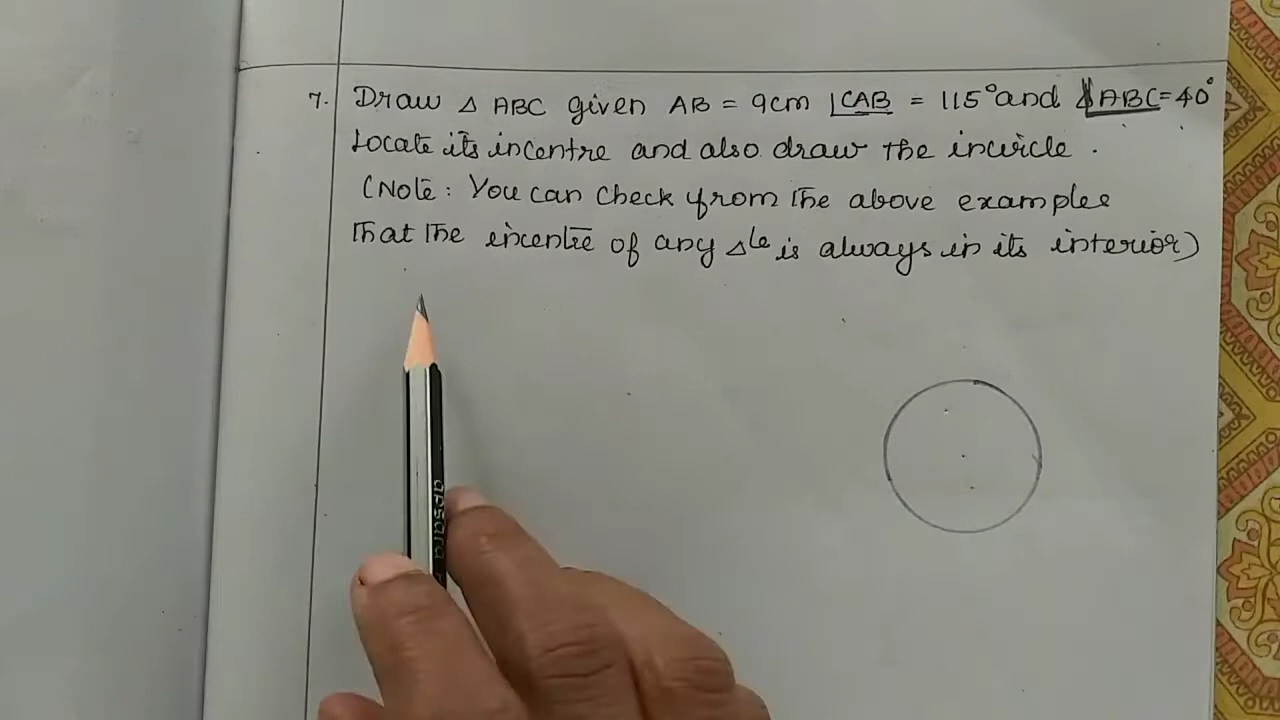 7. Draw △ ABC given AB = 9cm ∠CAB = 115° and ∠ABC = 40°
Locate its incentre and also draw the incircle.
(Note: You can check from the above examples
that the incentre of any △le is always in its interior)
apsara